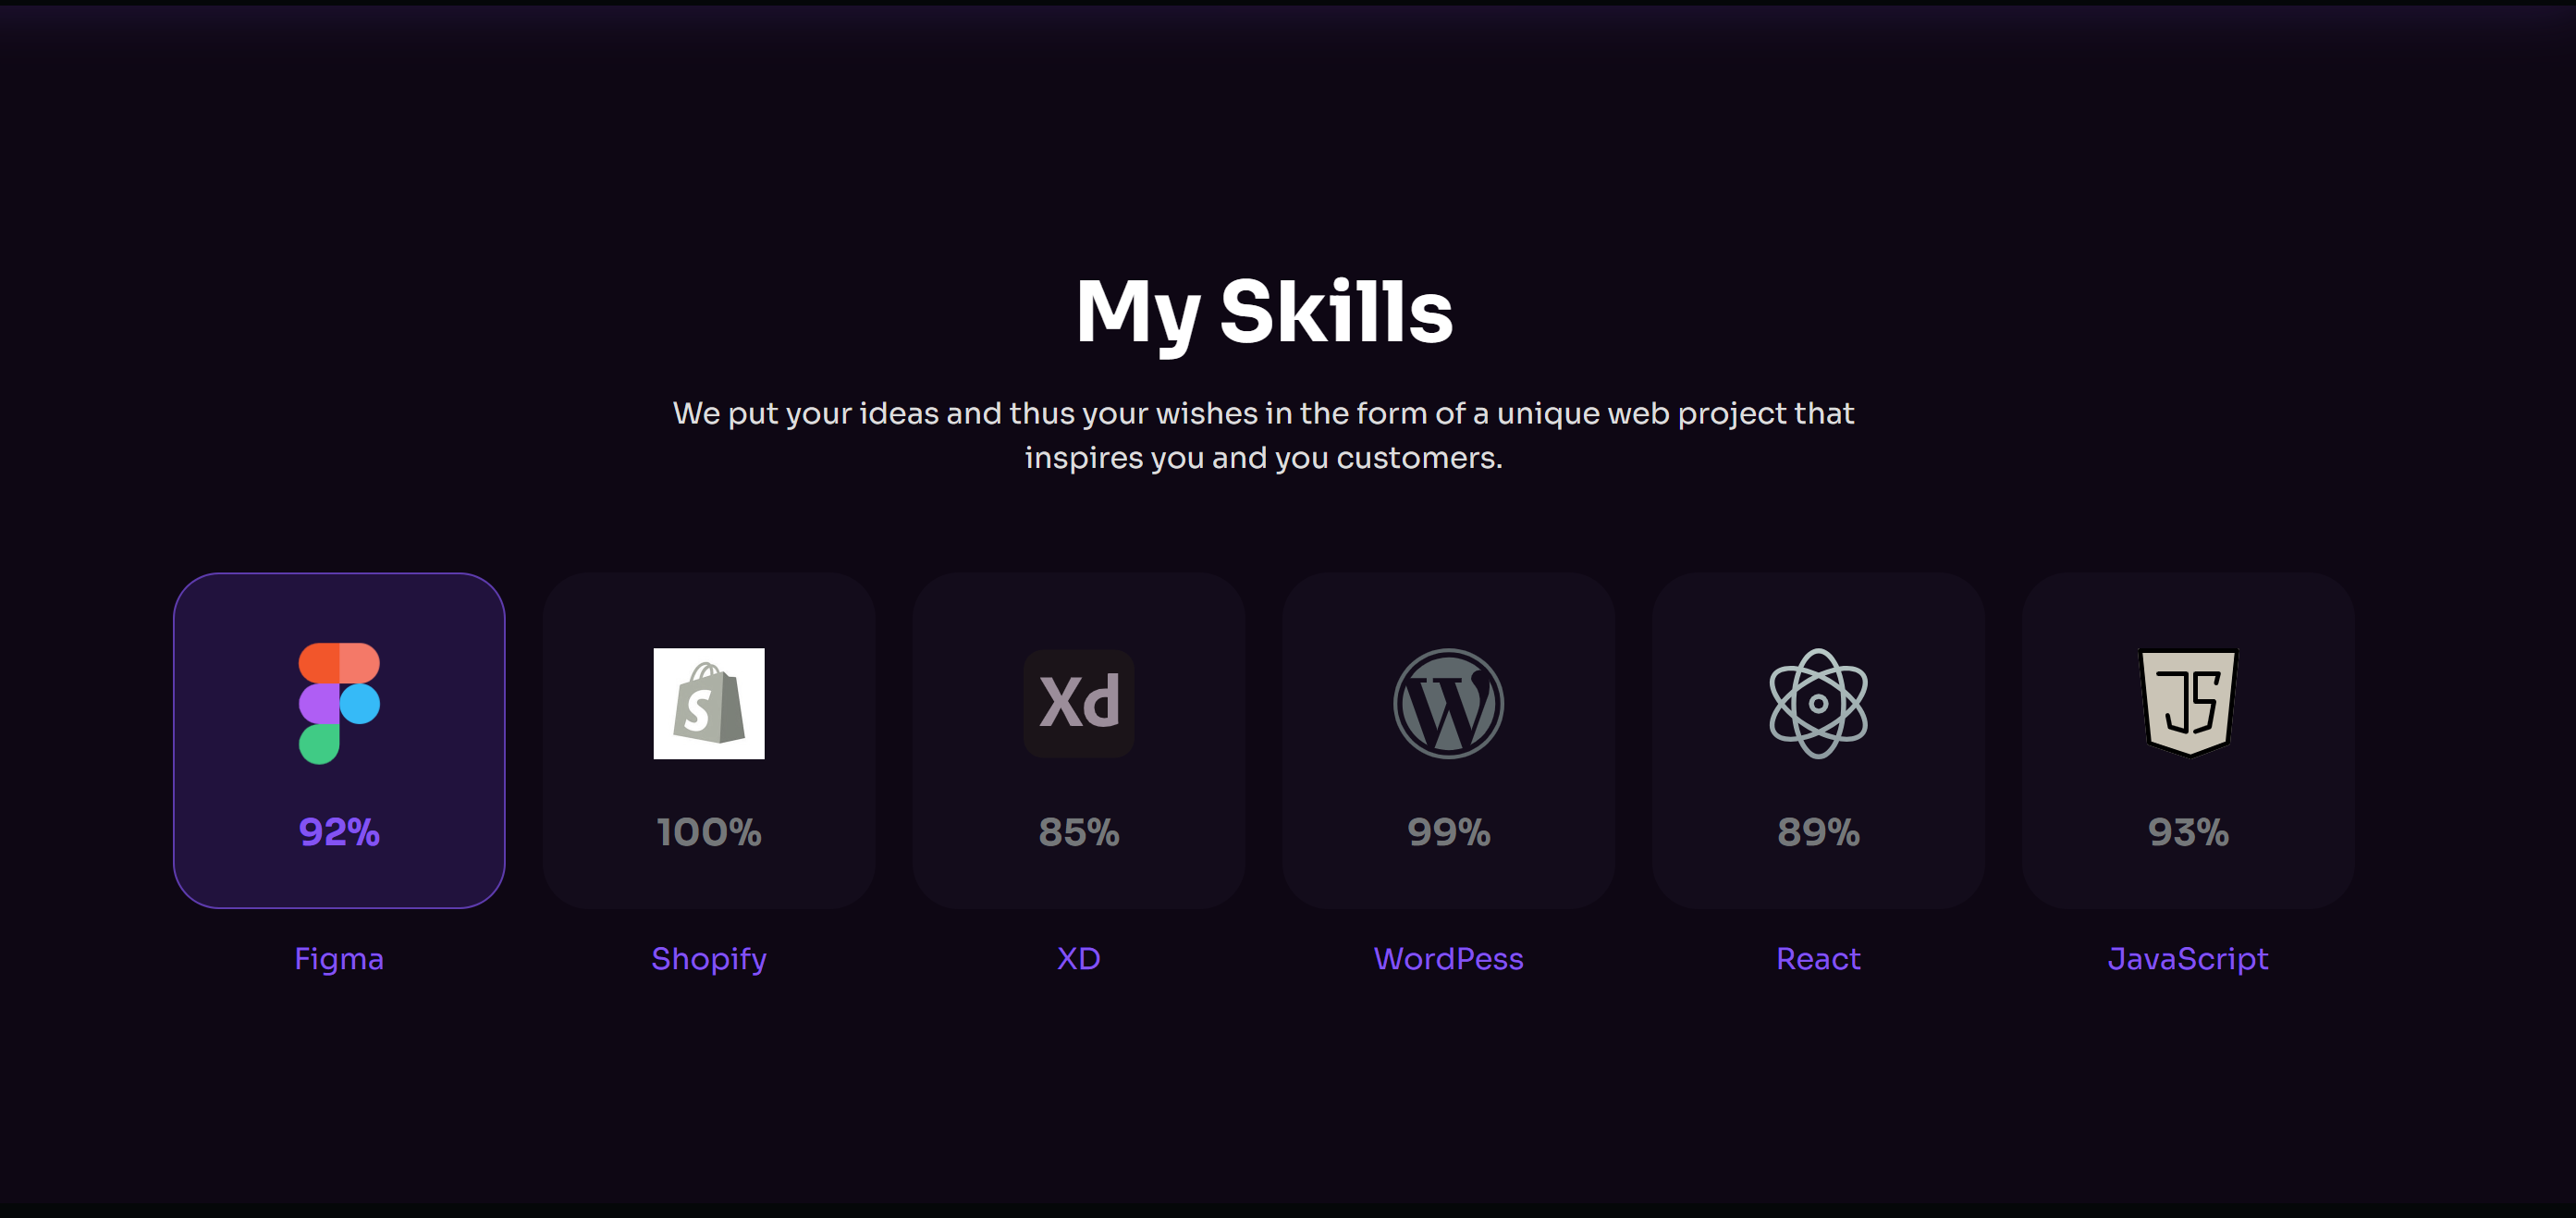 My Skills
We put your ideas and thus your wishes in the form of a unique web project that
inspires you and you customers.
S
Xd
W
JS
92%
100%
85%
99%
89%
93%
Figma
Shopify
XD
WordPess
React
JavaScript